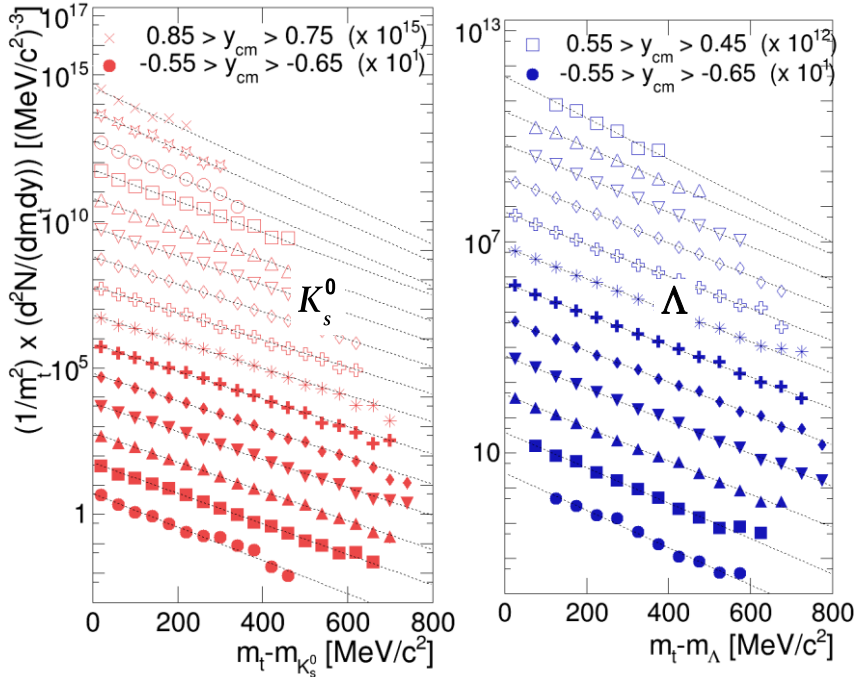 (1/m_t^2) x (d^2N/(dm_tdy)) [(MeV/c^2)^-3]
10^17
10^15
10^10
10^5
1
0.85 > y_cm > 0.75 (x 10^15)
-0.55 > y_cm > -0.65 (x 10^1)
K_s^0
0 200 400 600 800
m_t-m_K_s^0 [MeV/c^2]
10^13
10^7
10
0.55 > y_cm > 0.45 (x 10^12)
-0.55 > y_cm > -0.65 (x 10^1)
Λ
0 200 400 600 800
m_t-m_Λ [MeV/c^2]